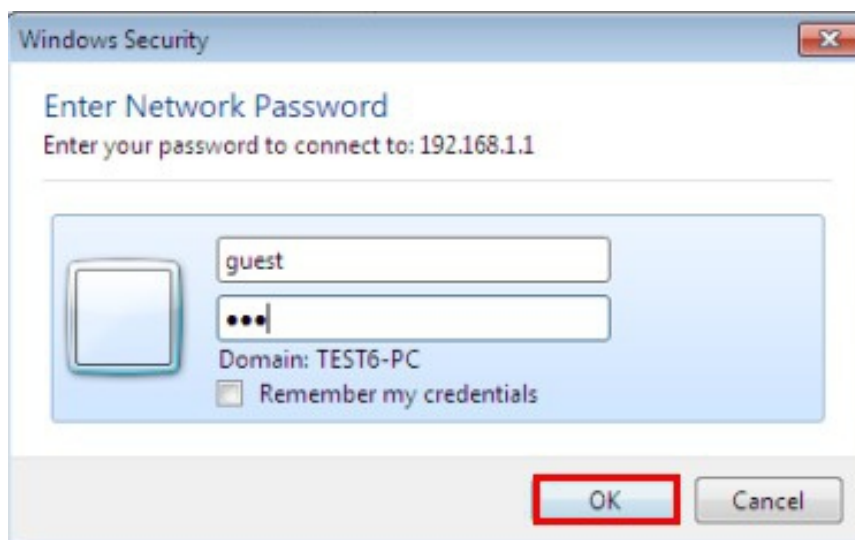 Windows Security
Enter Network Password
Enter your password to connect to: 192.168.1.1
guest
•••
Domain: TEST6-PC
Remember my credentials
OK
Cancel